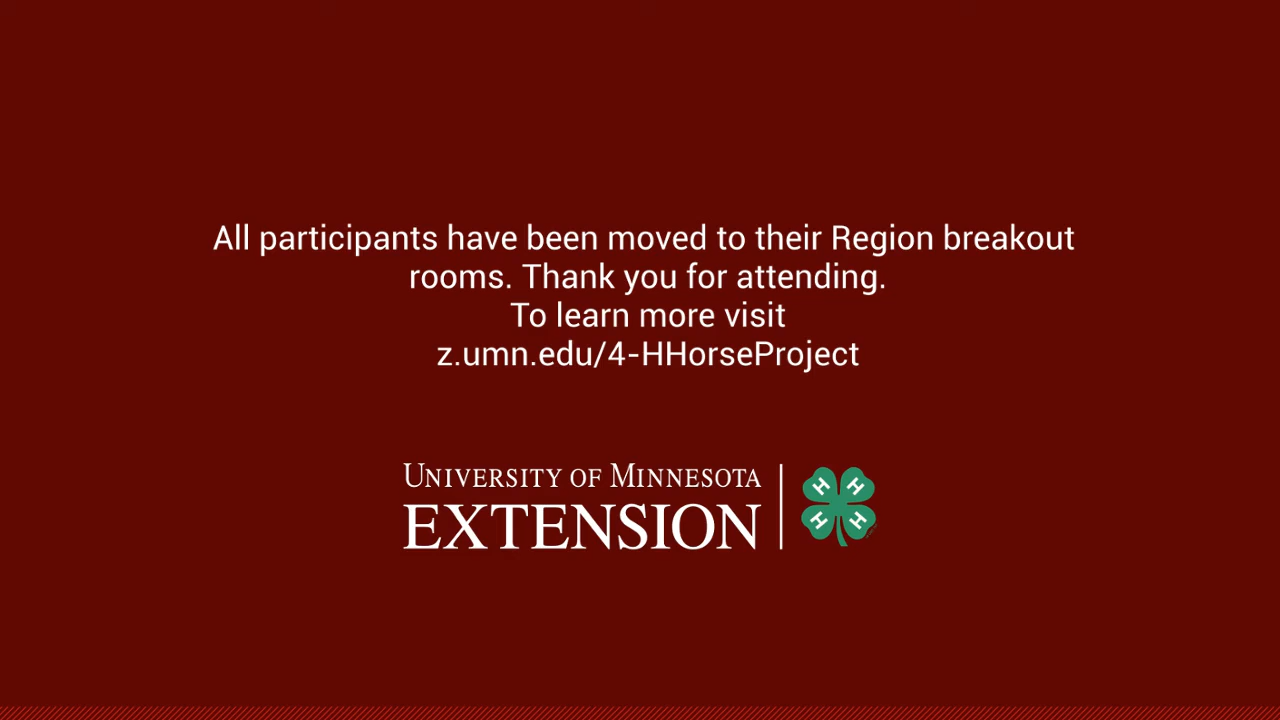 All participants have been moved to their Region breakout
rooms. Thank you for attending.
To learn more visit
z.umn.edu/4-HHorseProject
UNIVERSITY OF MINNESOTA
EXTENSION
H H
H H